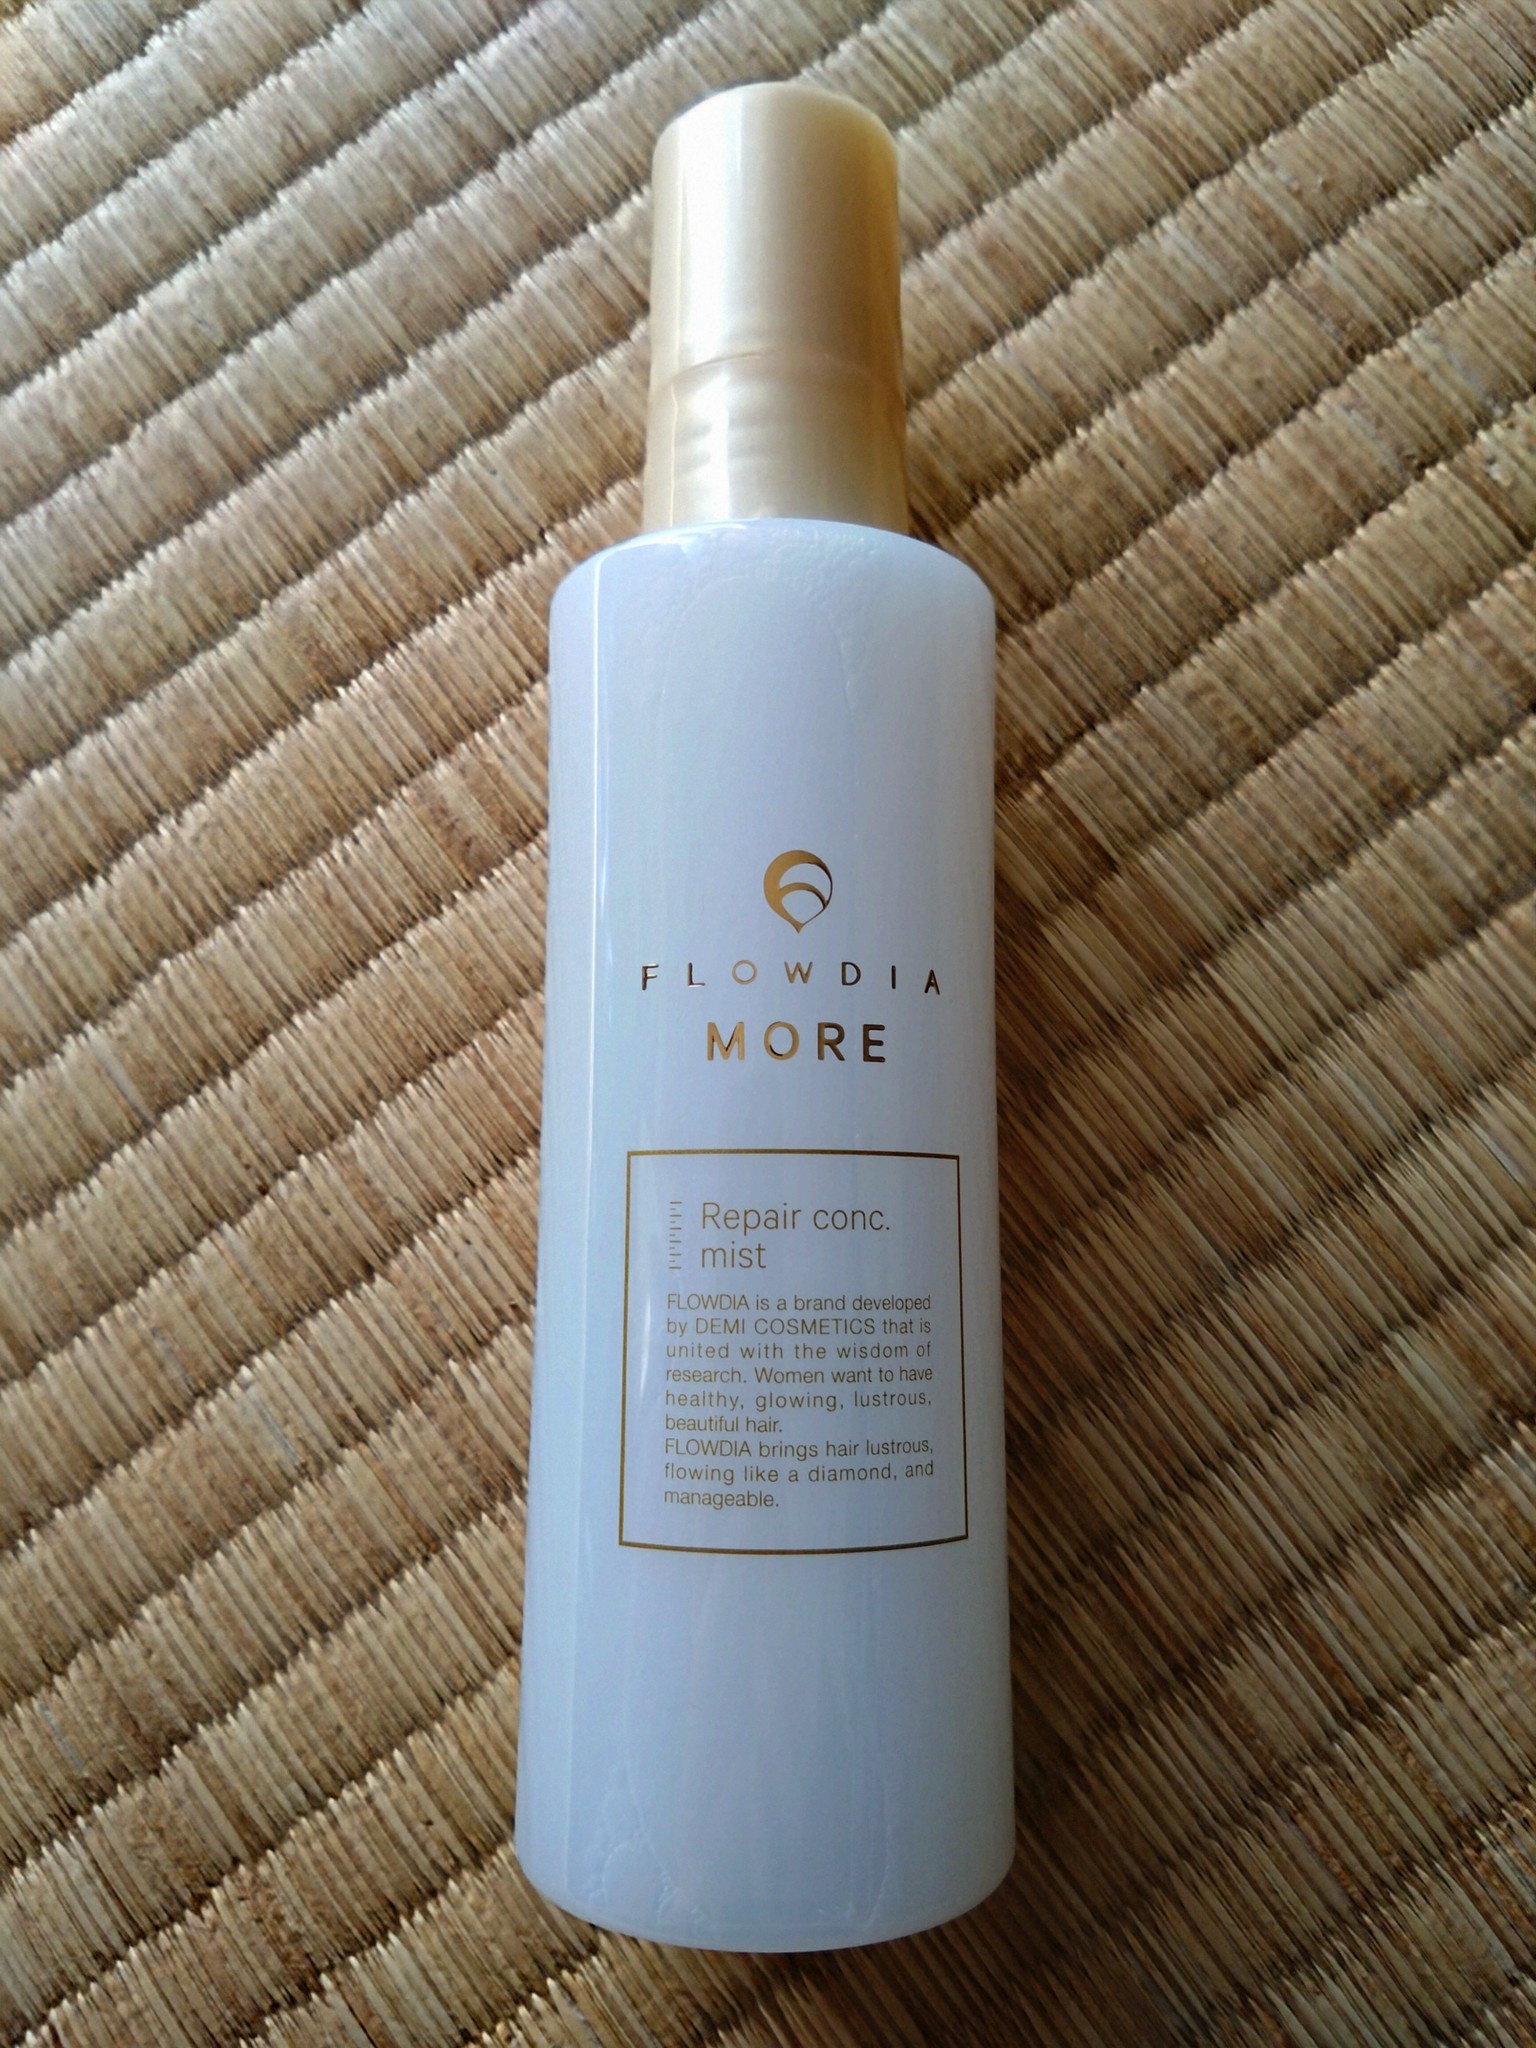 FLOWDIA
MORE
Repair conc.
mist
FLOWDIA is a brand developed
by DEMI COSMETICS that is
united with the wisdom of
research. Women want to have
healthy, glowing, lustrous,
beautiful hair.
FLOWDIA brings hair lustrous,
flowing like a diamond, and
manageable.